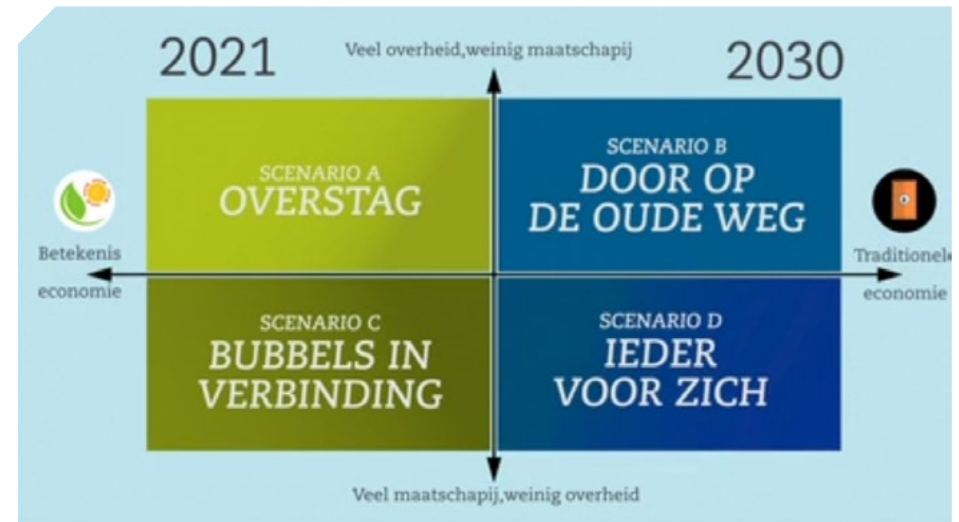 2021
Veel overheid,weinig maatschapij
2030
SCENARIO A
OVERSTAG
SCENARIO B
DOOR OP
DE OUDE WEG
Betekenis
economie
Traditionele
economie
SCENARIO C
BUBBELS IN
VERBINDING
SCENARIO D
IEDER
VOOR ZICH
Veel maatschapij,weinig overheid